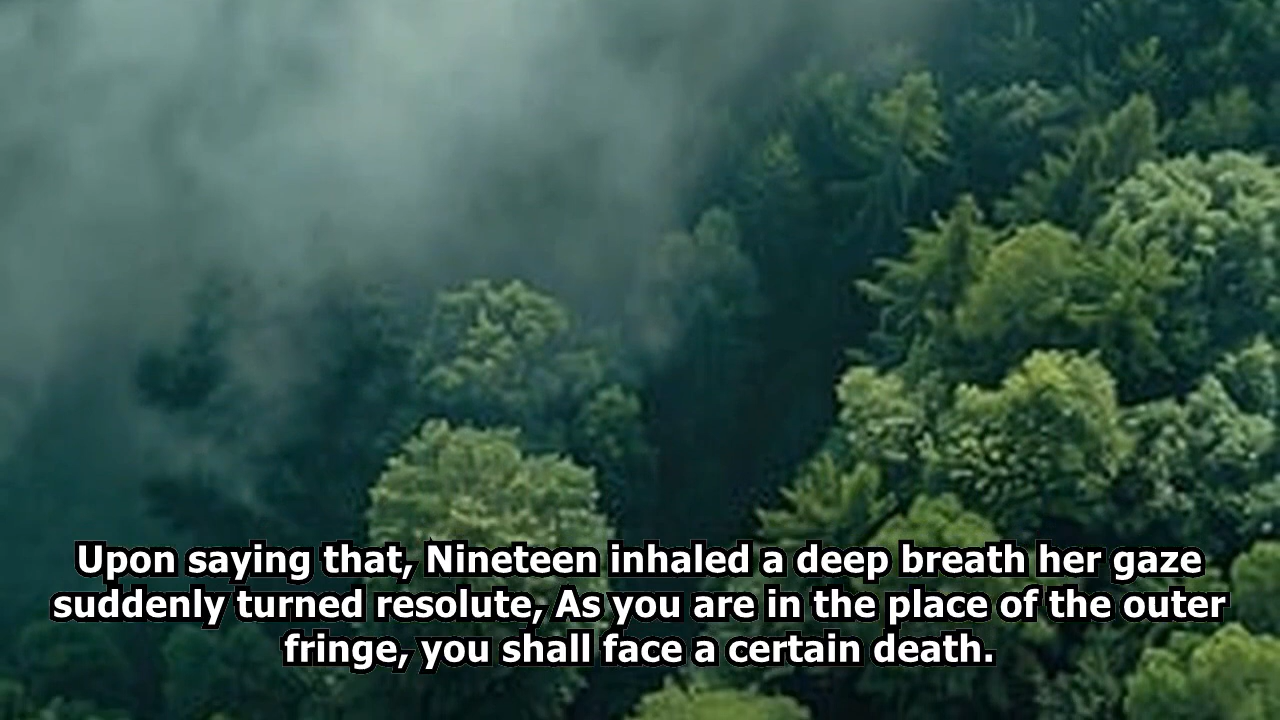 Upon saying that, Nineteen inhaled a deep breath her gaze
suddenly turned resolute, As you are in the place of the outer
fringe, you shall face a certain death.